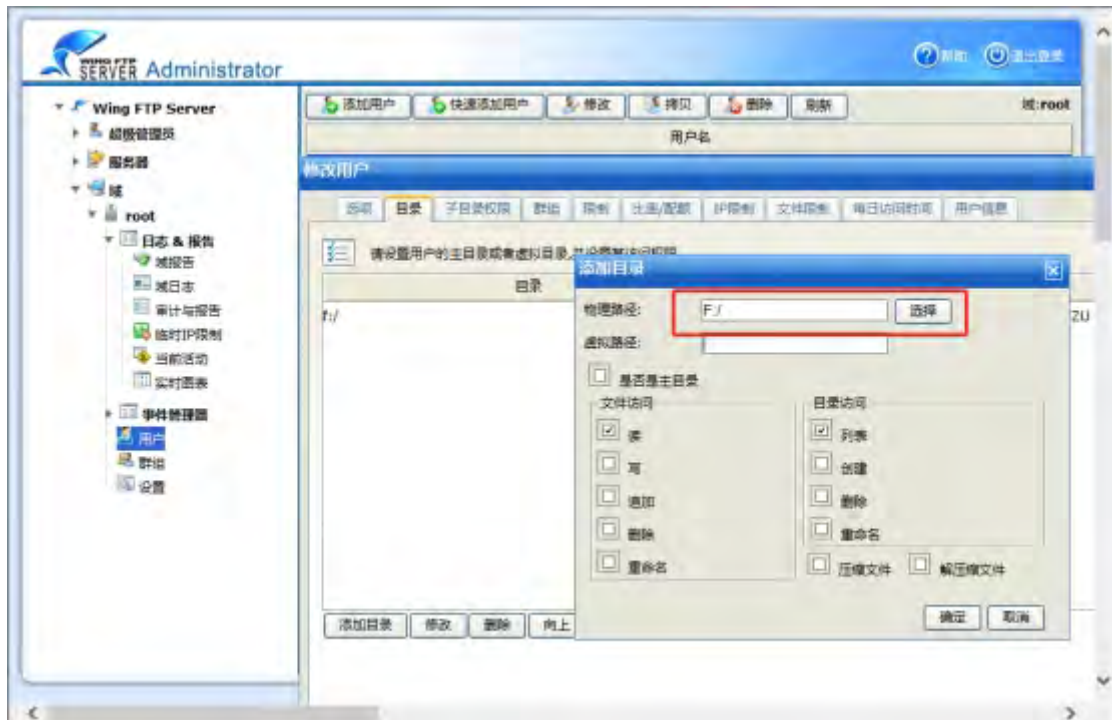 WING FTP
SERVER Administrator
帮助 退出登录
Wing FTP Server
超级管理员
服务器
域
root
日志 & 报告
域报告
域日志
审计与报告
临时IP限制
当前活动
实时图表
事件管理器
用户
群组
设置
添加用户 快速添加用户 修改 拷贝 删除 刷新 域:root
用户名
修改用户
选项 目录 子目录权限 群组 限制 比率/配额 IP限制 文件限制 每日访问时间 用户信息
请设置用户的主目录或者虚拟目录,并设置其访问权限
目录
f:/
ZU
添加目录 修改 删除 向上
添加目录
物理路径: F:/ 选择
虚拟路径:
是否是主目录
文件访问
读
写
追加
删除
重命名
目录访问
列表
创建
删除
重命名
压缩文件 解压缩文件
确定 取消